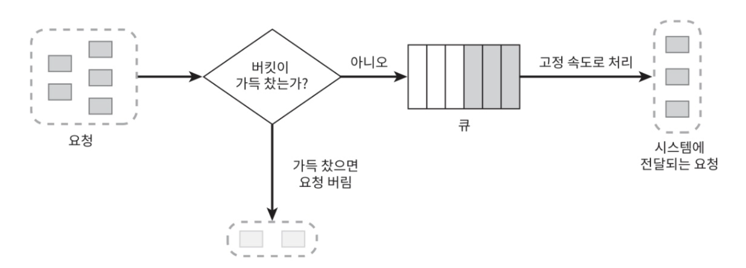 버킷이
가득 찼는가?
아니오
고정 속도로 처리
요청
큐
시스템에
전달되는 요청
가득 찼으면
요청 버림